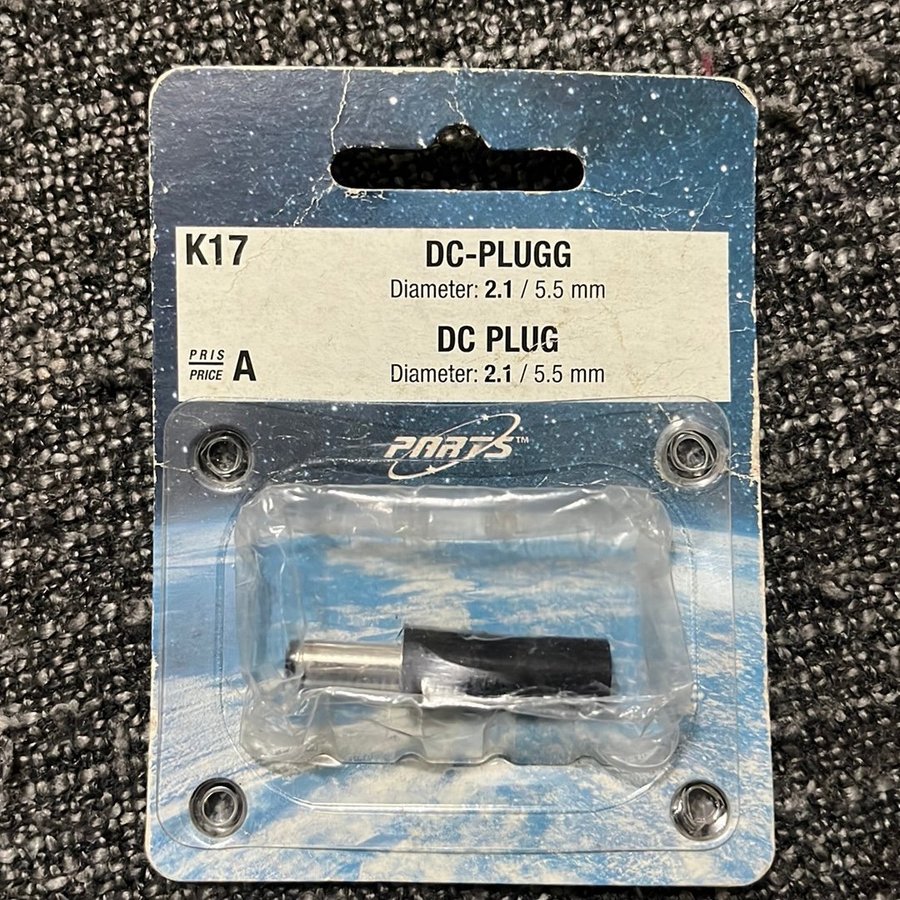 K17
DC-PLUGG
Diameter: 2.1 / 5.5 mm
DC PLUG
PRIS
PRICE A
Diameter: 2.1 / 5.5 mm
PARTS™